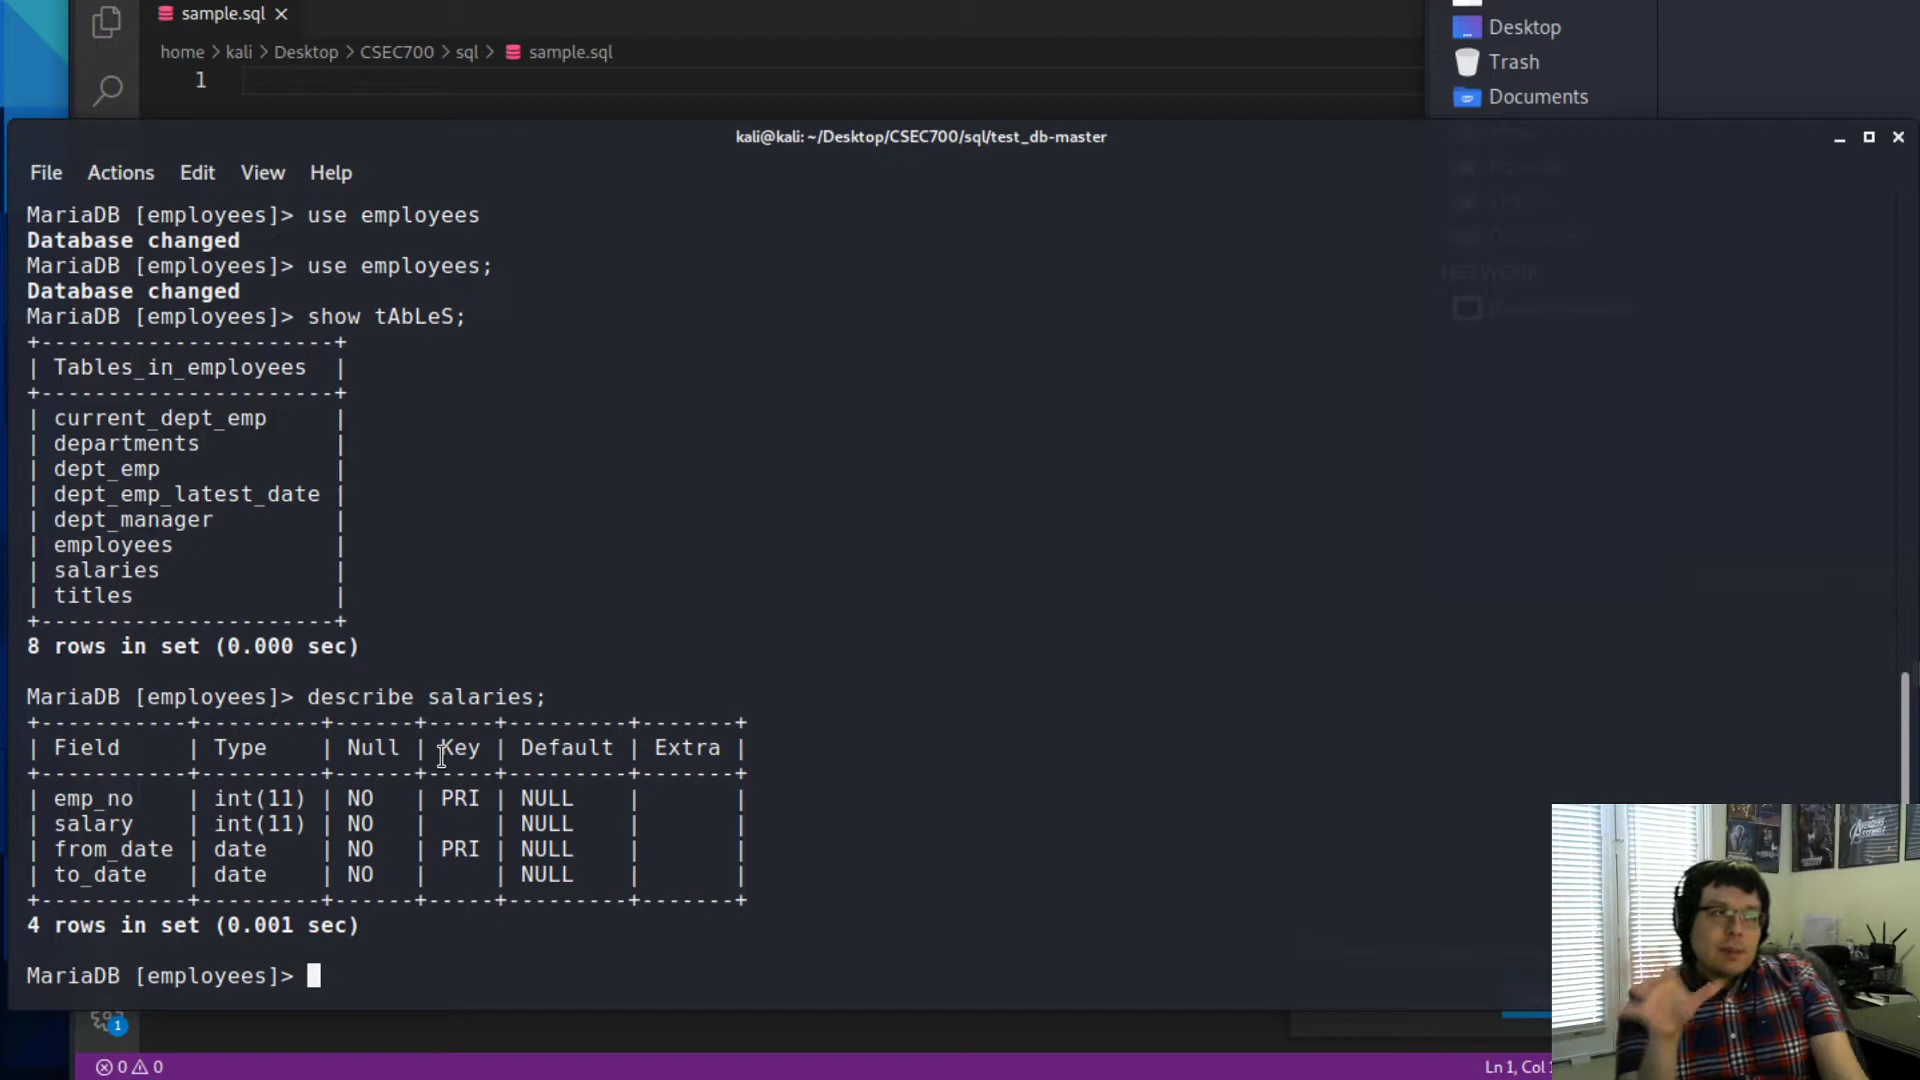 sample.sql
home > kali > Desktop > CSEC700 > sql > sample.sql
1
Desktop
Trash
Documents
kali@kali: ~/Desktop/CSEC700/sql/test_db-master
File Actions Edit View Help
NETWORK
MariaDB [employees]> use employees
Database changed
MariaDB [employees]> use employees;
Database changed
MariaDB [employees]> show tAbLeS;
+----------------------+
| Tables_in_employees  |
+----------------------+
| current_dept_emp     |
| departments          |
| dept_emp             |
| dept_emp_latest_date |
| dept_manager         |
| employees            |
| salaries             |
| titles               |
+----------------------+
8 rows in set (0.000 sec)
MariaDB [employees]> describe salaries;
+-----------+---------+------+-----+---------+-------+
| Field     | Type    | Null | Key | Default | Extra |
+-----------+---------+------+-----+---------+-------+
| emp_no    | int(11) | NO   | PRI | NULL    |       |
| salary    | int(11) | NO   |     | NULL    |       |
| from_date | date    | NO   | PRI | NULL    |       |
| to_date   | date    | NO   |     | NULL    |       |
+-----------+---------+------+-----+---------+-------+
4 rows in set (0.001 sec)
MariaDB [employees]>
1
0 0
Ln 1, Col
AVENGERS
ASSEMBLE